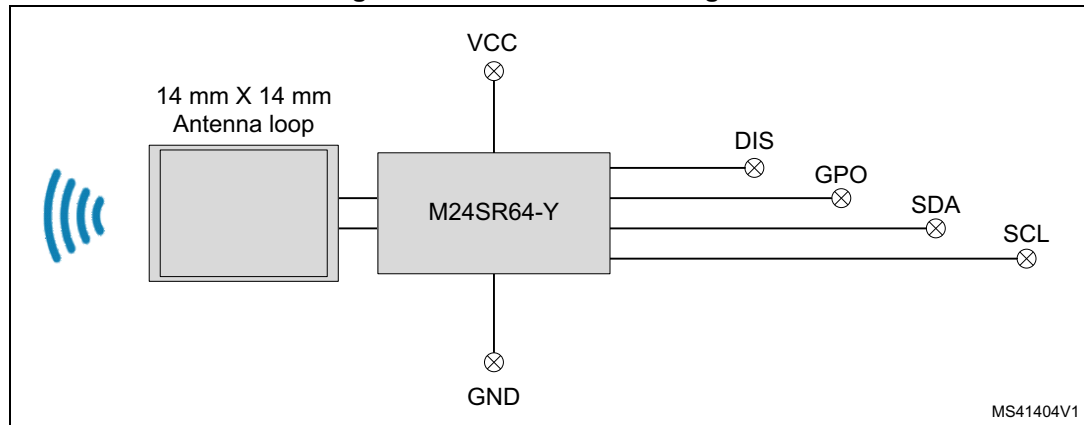 VCC
14 mm X 14 mm
Antenna loop
DIS
GPO
M24SR64-Y
SDA
SCL
GND
MS41404V1